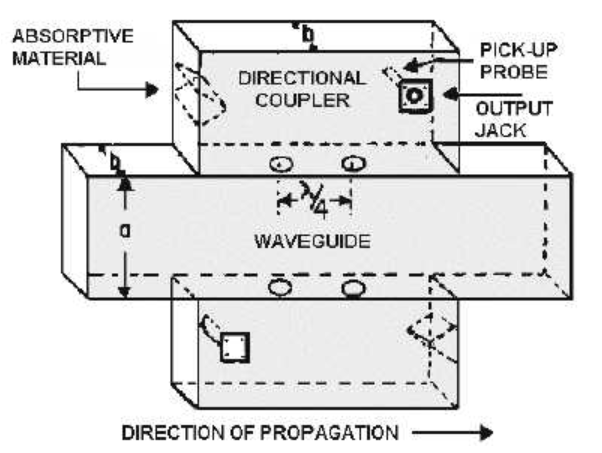 ABSORPTIVE
MATERIAL
b
DIRECTIONAL
COUPLER
PICK-UP
PROBE
OUTPUT
JACK
b
a
λ/4
WAVEGUIDE
DIRECTION OF PROPAGATION